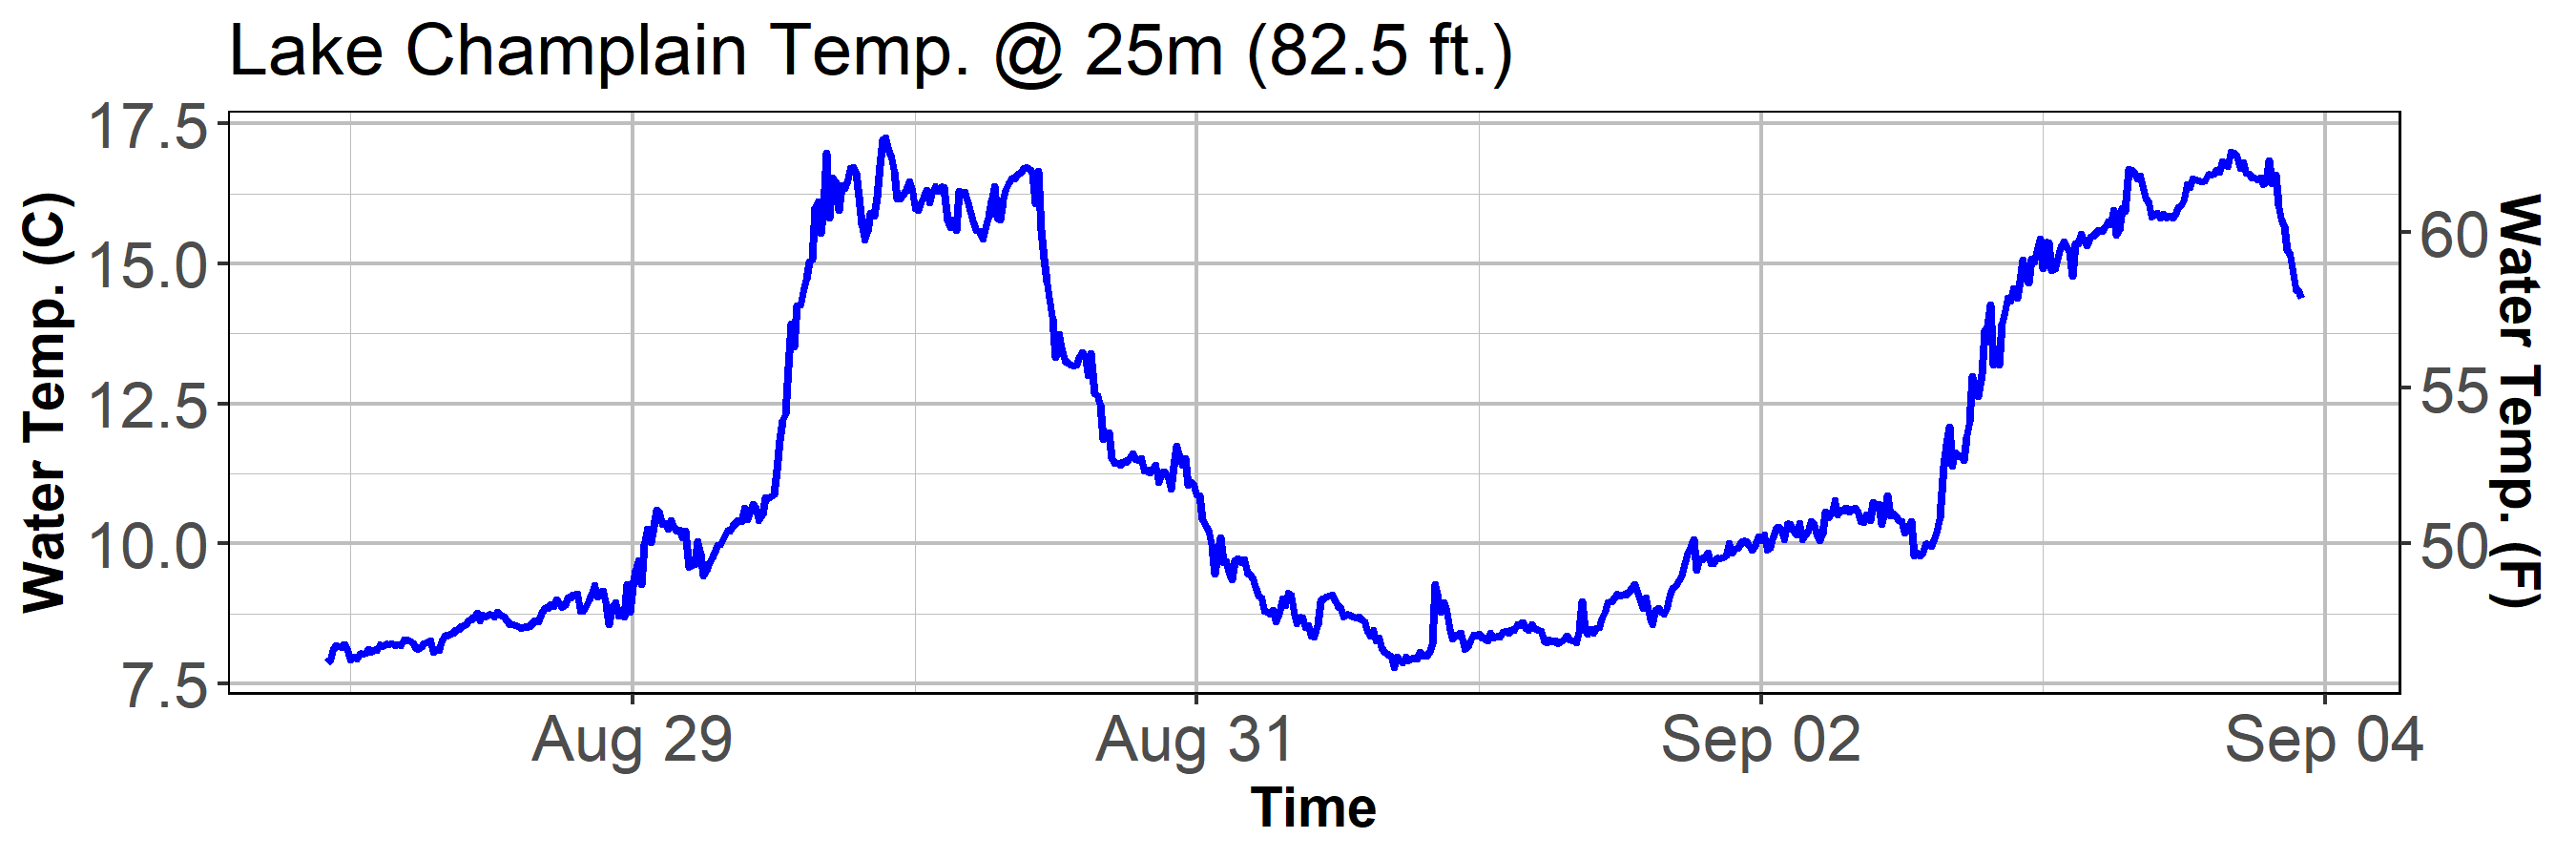 Lake Champlain Temp. @ 25m (82.5 ft.)
Water Temp. (C)
17.5
15.0
12.5
10.0
7.5
60
55
50
Water Temp. (F)
Aug 29
Aug 31
Sep 02
Sep 04
Time